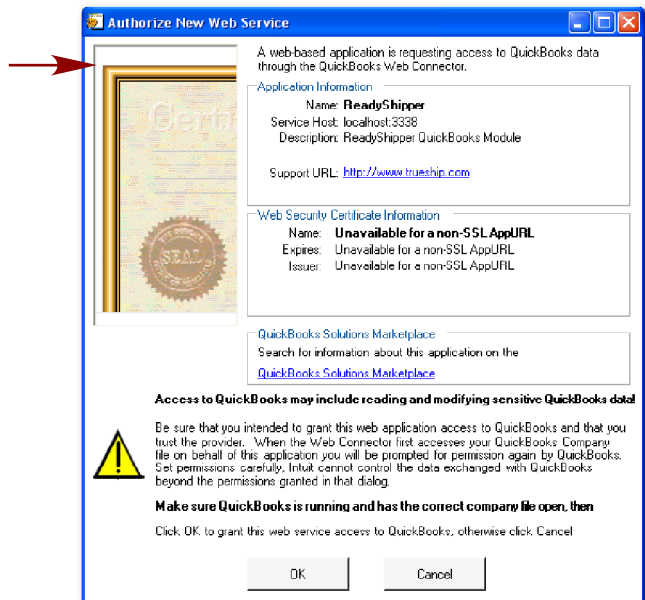 Authorize New Web Service
A web-based application is requesting access to QuickBooks data
through the QuickBooks Web Connector.
Application Information
Name: ReadyShipper
Service Host: localhost:3338
Description: ReadyShipper QuickBooks Module
Support URL: http://www.trueship.com
Certi
SEAL
Web Security Certificate Information
Name: Unavailable for a non-SSL AppURL
Expires: Unavailable for a non-SSL AppURL
Issuer: Unavailable for a non-SSL AppURL
QuickBooks Solutions Marketplace
Search for information about this application on the
QuickBooks Solutions Marketplace
Access to QuickBooks may include reading and modifying sensitive QuickBooks data!
Be sure that you intended to grant this web application access to QuickBooks and that you
trust the provider. When the Web Connector first accesses your QuickBooks Company
file on behalf of this application you will be prompted for permission again by QuickBooks.
Set permissions carefully, Intuit cannot control the data exchanged with QuickBooks
beyond the permissions granted in that dialog.
Make sure QuickBooks is running and has the correct company file open, then
Click OK to grant this web service access to QuickBooks, otherwise click Cancel
OK
Cancel